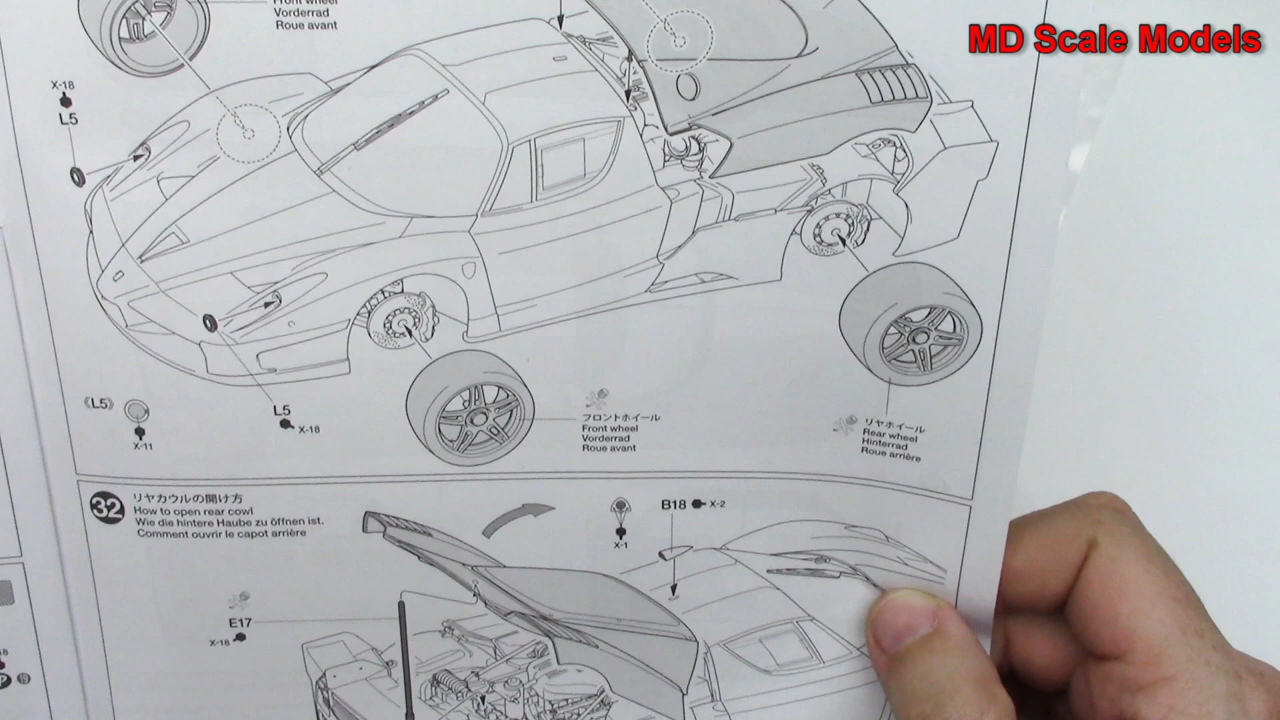 MD Scale Models
Front wheel
Vorderrad
Roue avant
X-18
L5
《L5》
X-11
L5
X-18
フロントホイール
Front wheel
Vorderrad
Roue avant
リヤホイール
Rear wheel
Hinterrad
Roue arrière
32
リヤカウルの開け方
How to open rear cowl
Wie die hintere Haube zu öffnen ist.
Comment ouvrir le capot arrière
X-1
B18 X-2
E17
X-18